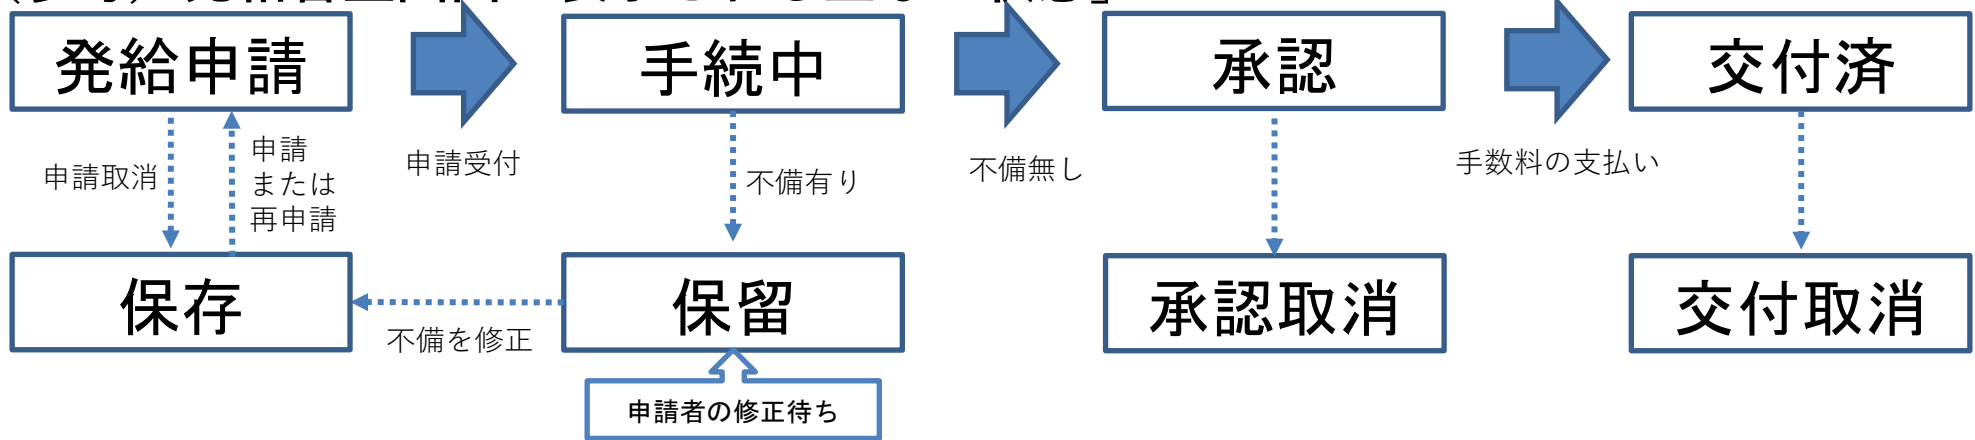 発給申請
手続中
承認
交付済
申請取消
申請
または
再申請
申請受付
不備有り
不備無し
手数料の支払い
保存
保留
承認取消
交付取消
不備を修正
申請者の修正待ち